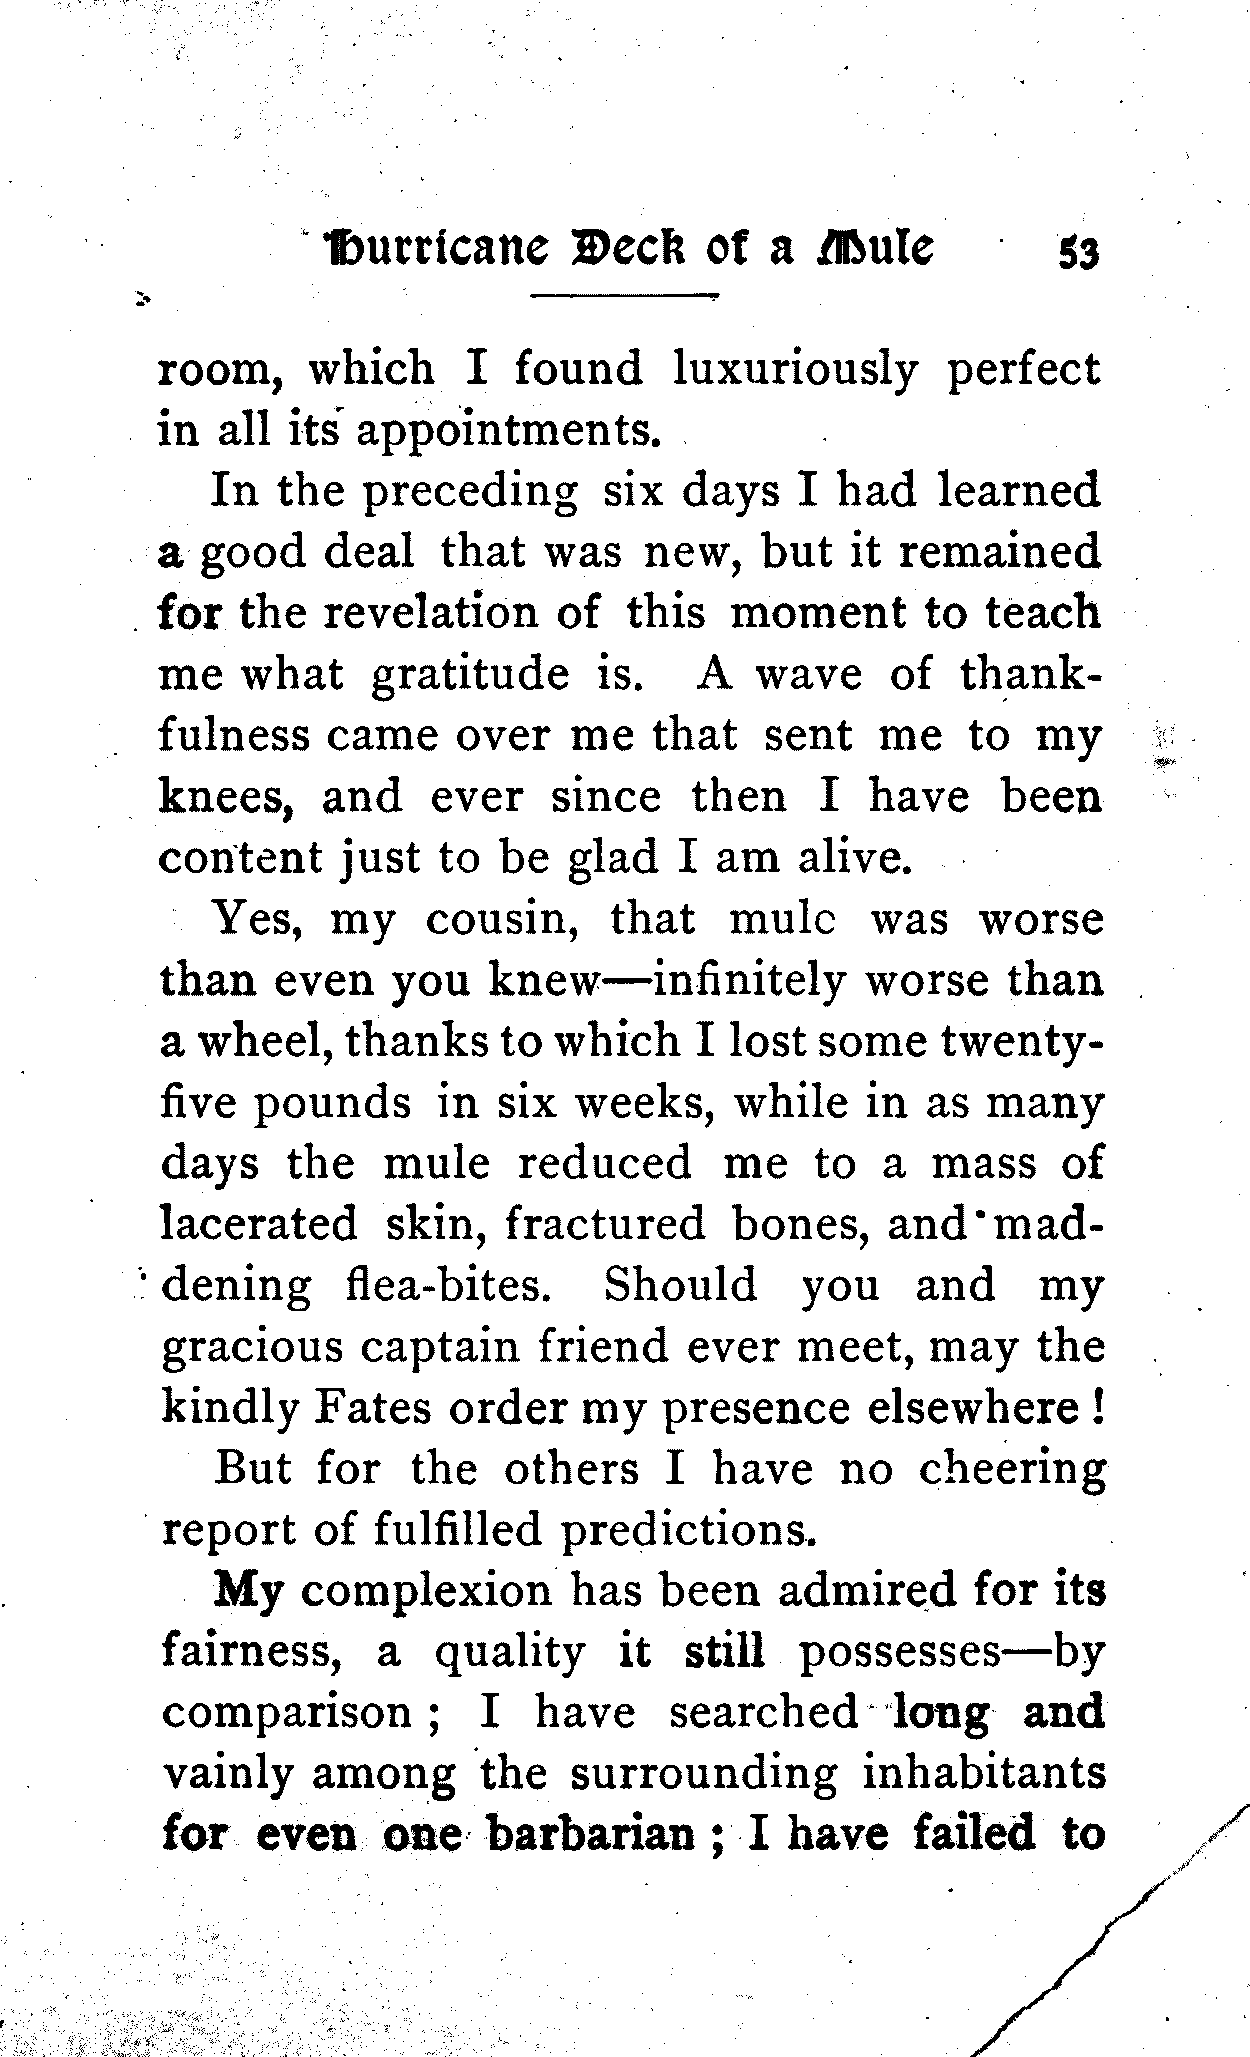 Hurricane Deck of a Mule 53
room, which I found luxuriously perfect
in all its appointments.
In the preceding six days I had learned
a good deal that was new, but it remained
for the revelation of this moment to teach
me what gratitude is. A wave of thank-
fulness came over me that sent me to my
knees, and ever since then I have been
content just to be glad I am alive.
Yes, my cousin, that mule was worse
than even you knew—infinitely worse than
a wheel, thanks to which I lost some twenty-
five pounds in six weeks, while in as many
days the mule reduced me to a mass of
lacerated skin, fractured bones, and mad-
dening flea-bites. Should you and my
gracious captain friend ever meet, may the
kindly Fates order my presence elsewhere !
But for the others I have no cheering
report of fulfilled predictions.
My complexion has been admired for its
fairness, a quality it still possesses—by
comparison ; I have searched long and
vainly among the surrounding inhabitants
for even one barbarian ; I have failed to